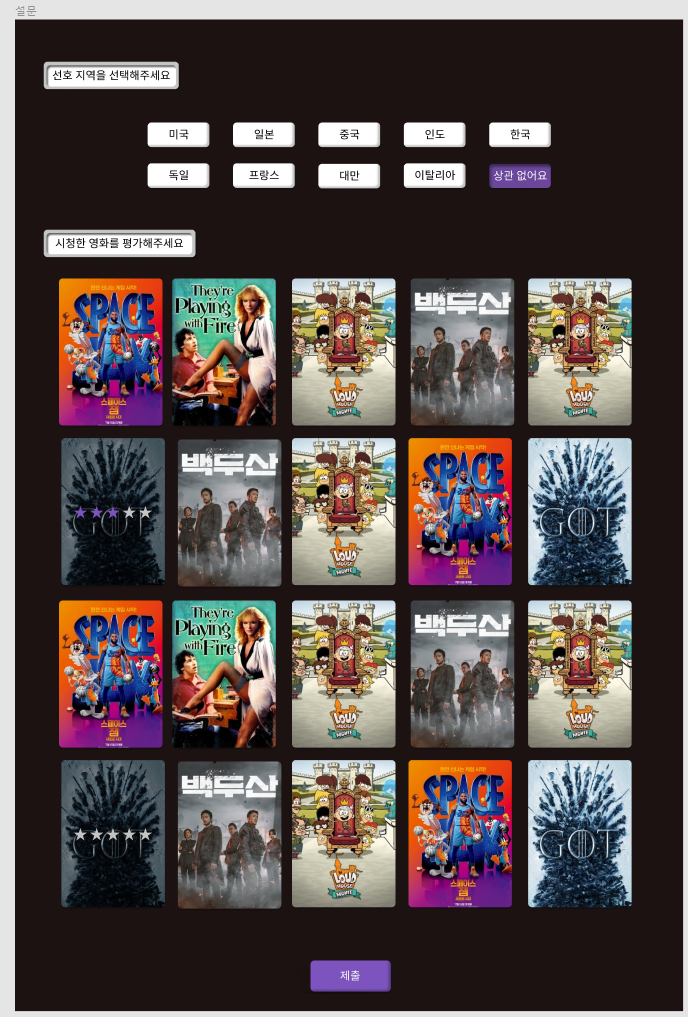 설문
선호 지역을 선택해주세요
미국
일본
중국
인도
한국
독일
프랑스
대만
이탈리아
상관 없어요
시청한 영화를 평가해주세요
SPACE
스페이스
잼
They're
Playing
with Fire
LOUD
HOUSE
MOVIE
백두산
LOUD
HOUSE
MOVIE
GOT
백두산
LOUD
HOUSE
MOVIE
SPACE
스페이스
잼
GOT
SPACE
스페이스
잼
They're
Playing
with Fire
LOUD
HOUSE
MOVIE
백두산
LOUD
HOUSE
MOVIE
GOT
백두산
LOUD
HOUSE
MOVIE
SPACE
스페이스
잼
GOT
제출